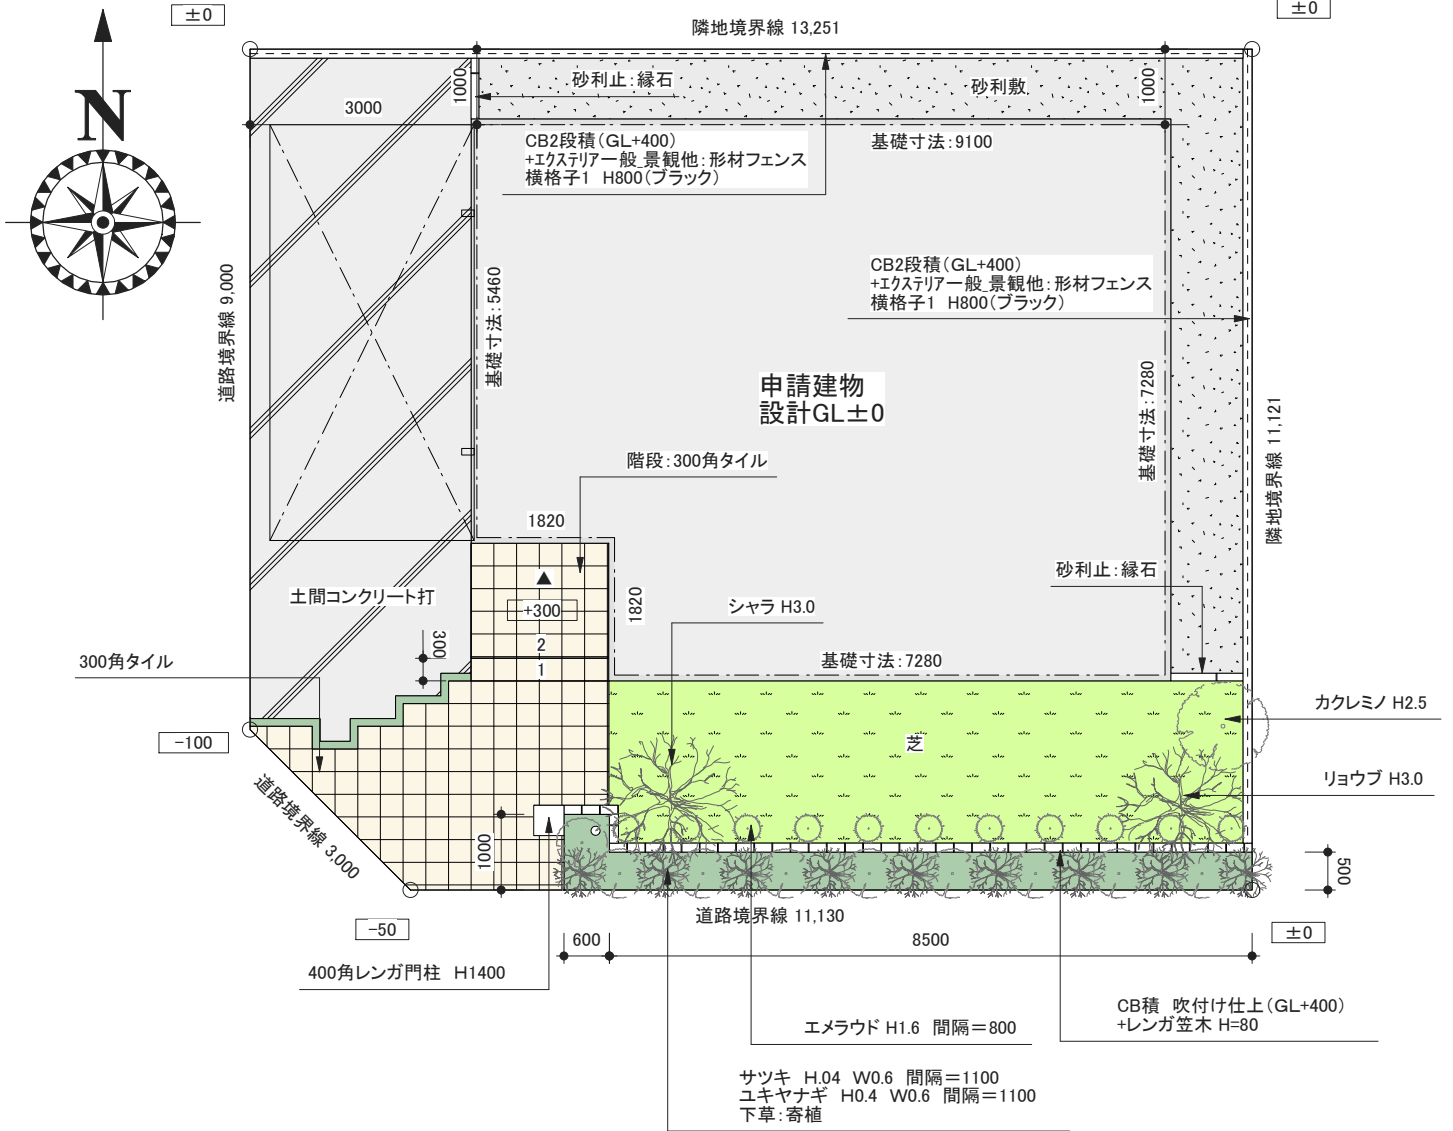 ±0
隣地境界線 13,251
±0
N
3000
1000
砂利止：縁石
砂利敷
1000
CB2段積（GL+400）
+エクステリア一般_景観他：形材フェンス
横格子1 H800（ブラック）
基礎寸法：9100
道路境界線 9,000
基礎寸法：5460
CB2段積（GL+400）
+エクステリア一般_景観他：形材フェンス
横格子1 H800（ブラック）
申請建物
設計GL±0
基礎寸法：7280
隣地境界線 11,121
階段：300角タイル
1820
土間コンクリート打
▲
+300
1820
シャラ H3.0
砂利止：縁石
300
2
1
300角タイル
基礎寸法：7280
カクレミノ H2.5
-100
芝
リョウブ H3.0
道路境界線 3,000
1000
500
-50
道路境界線 11,130
±0
600
8500
400角レンガ門柱 H1400
エメラウド H1.6 間隔＝800
CB積 吹付け仕上（GL+400）
+レンガ笠木 H=80
サツキ H.04 W0.6 間隔＝1100
ユキヤナギ H0.4 W0.6 間隔＝1100
下草：寄植